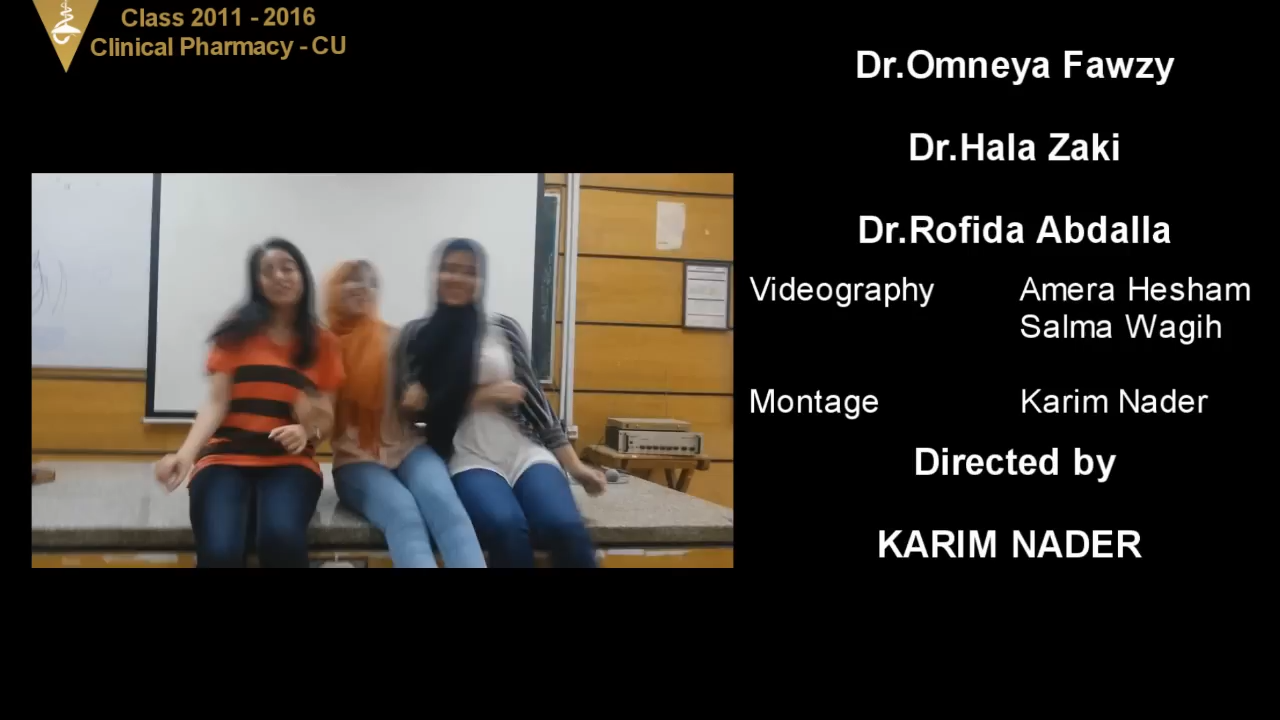 Class 2011 - 2016
Clinical Pharmacy - CU
Dr.Omneya Fawzy
Dr.Hala Zaki
Dr.Rofida Abdalla
Videography Amera Hesham
Salma Wagih
Montage Karim Nader
Directed by
KARIM NADER